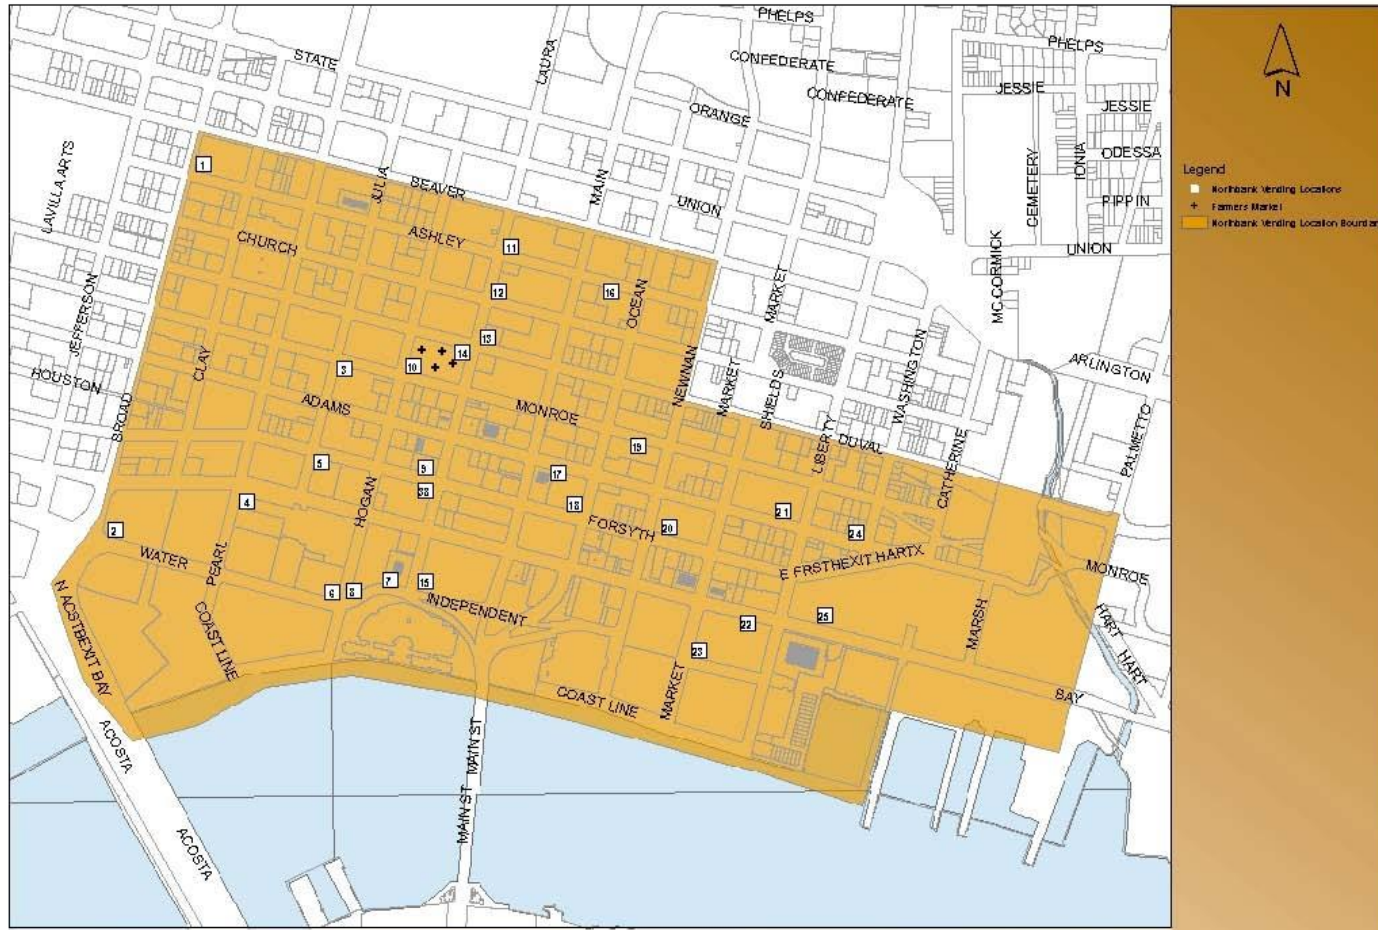 PHELPS
STATE
LAURA
CONFEDERATE
PHELPS
CONFEDERATE
JESSIE
JESSIE
ORANGE
N
LAVILLA ARTS
ODESSA
IONIA
CEMETERY
Legend
Northbank Vending Locations
Farmers Market
Northbank Vending Location Boundar
1
JULIA
BEAVER
MAIN
UNION
PIPPIN
CHURCH
ASHLEY
11
UNION
MC CORMICK
JEFFERSON
12
16
OCEAN
MARKET
13
14
10
3
CLAY
HOUSTON
NEWNAN
MARKET
SHIELDS
WASHINGTON
ARLINGTON
BROAD
ADAMS
MONROE
PALMETTO
19
LIBERTY
DUVAL
CATHERINE
5
9
17
38
4
HOGAN
18
2
FORSYTH
20
21
24
WATER
PEARL
E FRSTHEXIT HARTX
MONROE
7
15
6
8
INDEPENDENT
22
25
MARSH
HART
HART
N ACSTBEXIT BAY
COAST LINE
23
COAST LINE
MARKET
BAY
ACOSTA
MAIN ST
MAIN ST
ACOSTA